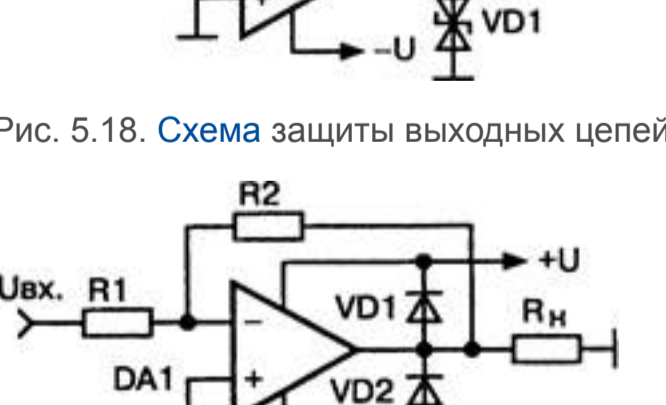 VD1
–U
Рис. 5.18. Схема защиты выходных цепей
R2
+U
Uвх. R1
VD1
Rн
–
DA1
+
VD2